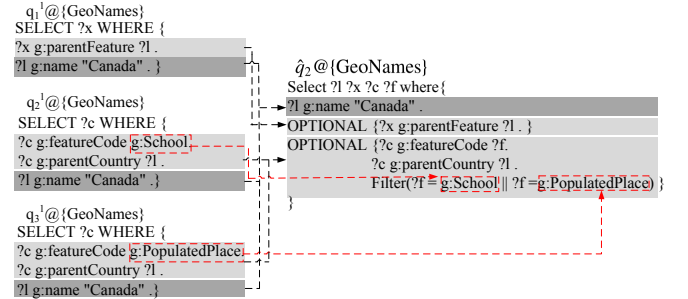 q₁¹@{GeoNames}
SELECT ?x WHERE {
?x g:parentFeature ?l .
?l g:name "Canada" . }
q₂¹@{GeoNames}
SELECT ?c WHERE {
?c g:featureCode g:School
?c g:parentCountry ?l .
?l g:name "Canada" .}
q₃¹@{GeoNames}
SELECT ?c WHERE {
?c g:featureCode g:PopulatedPlace
?c g:parentCountry ?l .
?l g:name "Canada" .}
q̂₂@{GeoNames}
Select ?l ?x ?c ?f where{
?l g:name "Canada" .
OPTIONAL {?x g:parentFeature ?l . }
OPTIONAL {?c g:featureCode ?f.
?c g:parentCountry ?l .
Filter(?f = g:School || ?f =g:PopulatedPlace) }
}